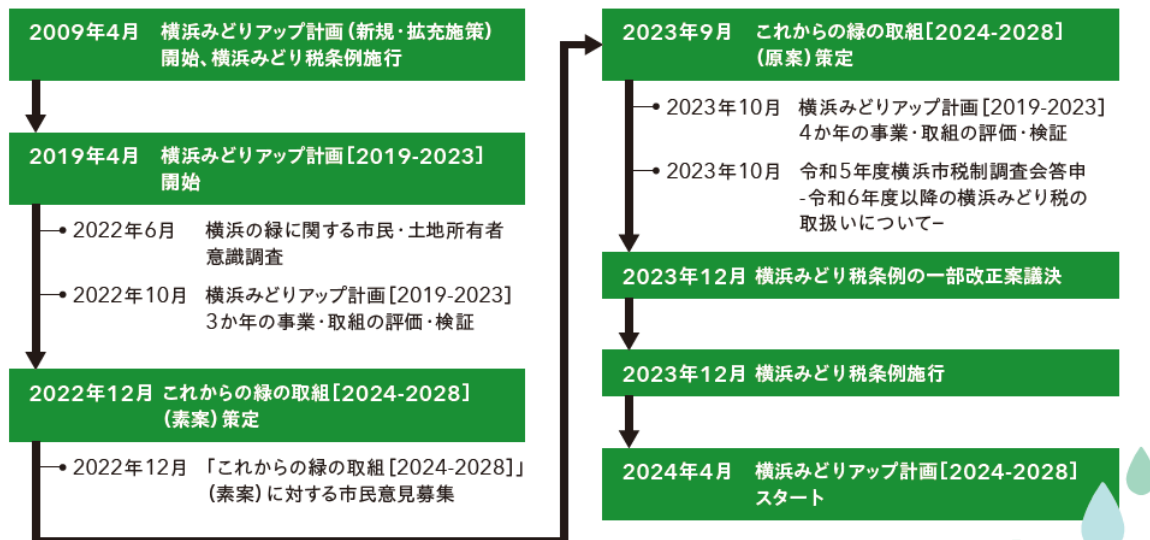 2009年4月 横浜みどりアップ計画（新規・拡充施策）
開始、横浜みどり税条例施行
2019年4月 横浜みどりアップ計画[2019-2023]
開始
2022年6月 横浜の緑に関する市民・土地所有者
意識調査
2022年10月 横浜みどりアップ計画[2019-2023]
3か年の事業・取組の評価・検証
2022年12月 これからの緑の取組[2024-2028]
（素案）策定
2022年12月 「これからの緑の取組[2024-2028]」
（素案）に対する市民意見募集
2023年9月 これからの緑の取組[2024-2028]
（原案）策定
2023年10月 横浜みどりアップ計画[2019-2023]
4か年の事業・取組の評価・検証
2023年10月 令和5年度横浜市税制調査会答申
-令和6年度以降の横浜みどり税の
取扱いについて-
2023年12月 横浜みどり税条例の一部改正案議決
2023年12月 横浜みどり税条例施行
2024年4月 横浜みどりアップ計画[2024-2028]
スタート